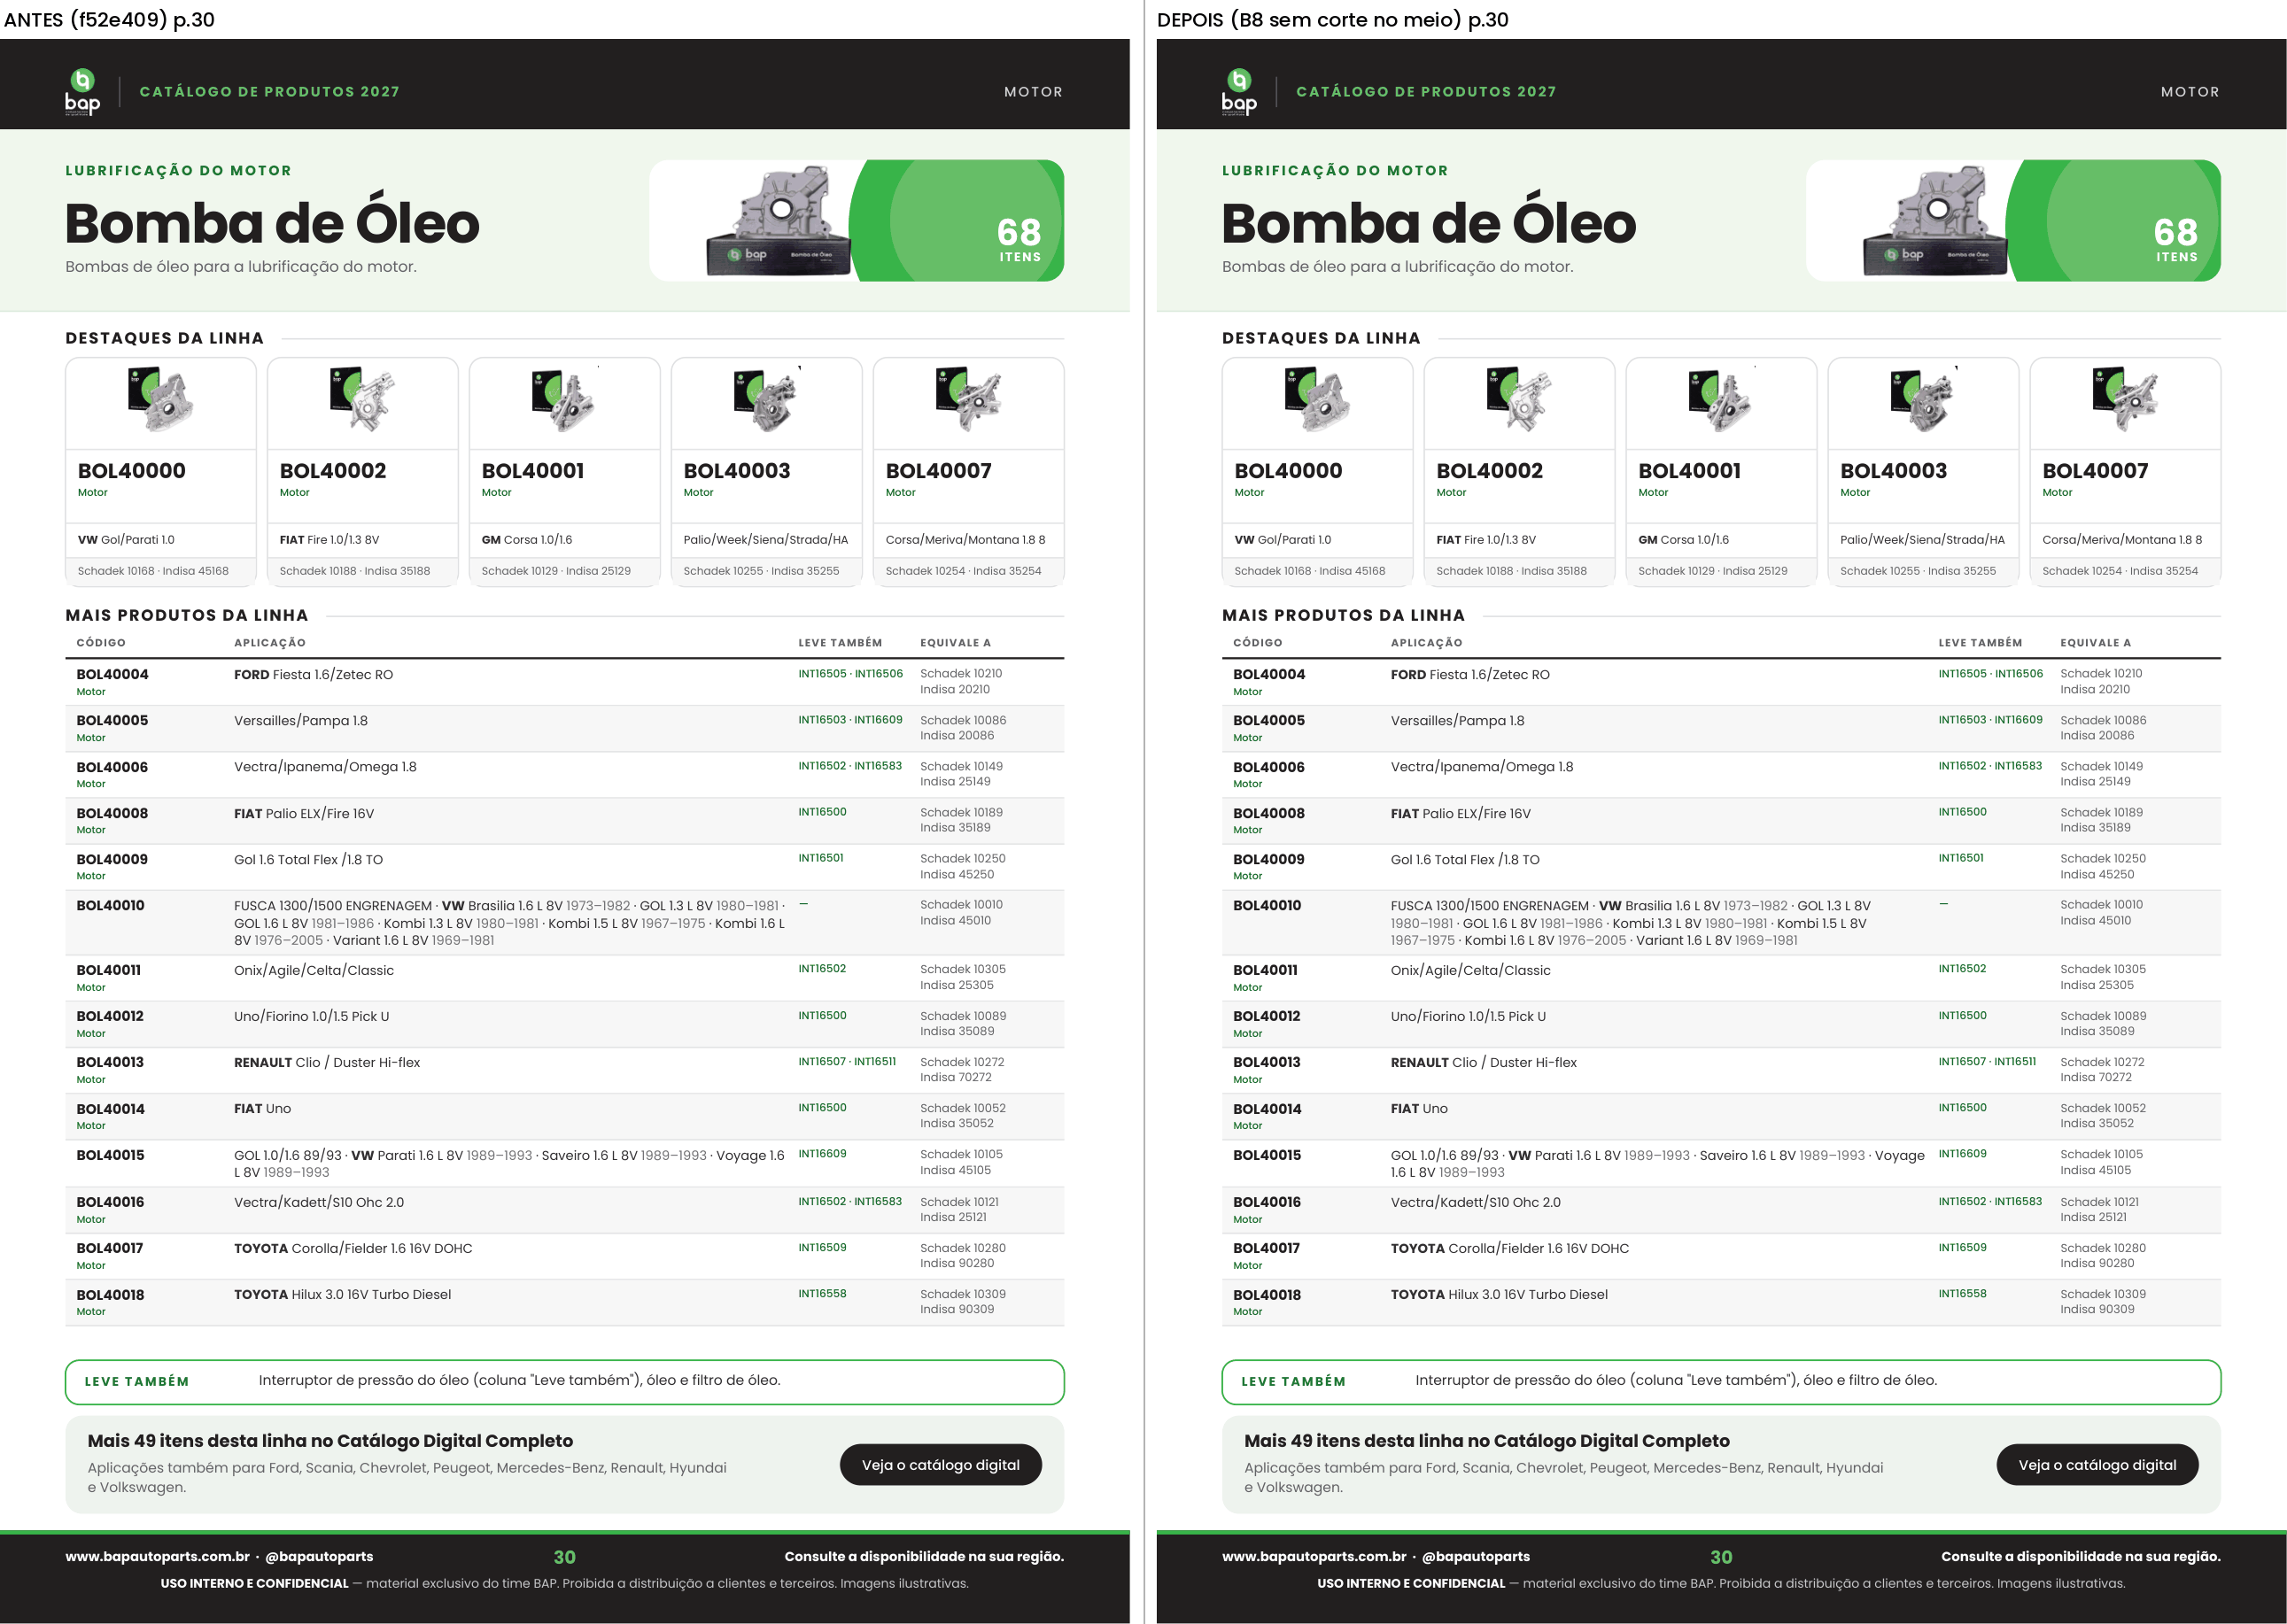 ANTES (f52e409) p.30
bap
CATÁLOGO DE PRODUTOS 2027
MOTOR
LUBRIFICAÇÃO DO MOTOR
Bomba de Óleo
Bombas de óleo para a lubrificação do motor.
bap Bomba de Óleo
68
ITENS
DESTAQUES DA LINHA
BOL40000
Motor
VW Gol/Parati 1.0
Schadek 10168 · Indisa 45168
BOL40002
Motor
FIAT Fire 1.0/1.3 8V
Schadek 10188 · Indisa 35188
BOL40001
Motor
GM Corsa 1.0/1.6
Schadek 10129 · Indisa 25129
BOL40003
Motor
Palio/Week/Siena/Strada/HA
Schadek 10255 · Indisa 35255
BOL40007
Motor
Corsa/Meriva/Montana 1.8 8
Schadek 10254 · Indisa 35254
MAIS PRODUTOS DA LINHA
CÓDIGO APLICAÇÃO LEVE TAMBÉM EQUIVALE A
BOL40004 FORD Fiesta 1.6/Zetec RO INT16505 · INT16506 Schadek 10210
Motor Indisa 20210
BOL40005 Versailles/Pampa 1.8 INT16503 · INT16609 Schadek 10086
Motor Indisa 20086
BOL40006 Vectra/Ipanema/Omega 1.8 INT16502 · INT16583 Schadek 10149
Motor Indisa 25149
BOL40008 FIAT Palio ELX/Fire 16V INT16500 Schadek 10189
Motor Indisa 35189
BOL40009 Gol 1.6 Total Flex /1.8 TO INT16501 Schadek 10250
Motor Indisa 45250
BOL40010 FUSCA 1300/1500 ENGRENAGEM · VW Brasilia 1.6 L 8V 1973–1982 · GOL 1.3 L 8V 1980–1981 · — Schadek 10010
GOL 1.6 L 8V 1981–1986 · Kombi 1.3 L 8V 1980–1981 · Kombi 1.5 L 8V 1967–1975 · Kombi 1.6 L Indisa 45010
8V 1976–2005 · Variant 1.6 L 8V 1969–1981
BOL40011 Onix/Agile/Celta/Classic INT16502 Schadek 10305
Motor Indisa 25305
BOL40012 Uno/Fiorino 1.0/1.5 Pick U INT16500 Schadek 10089
Motor Indisa 35089
BOL40013 RENAULT Clio / Duster Hi-flex INT16507 · INT16511 Schadek 10272
Motor Indisa 70272
BOL40014 FIAT Uno INT16500 Schadek 10052
Motor Indisa 35052
BOL40015 GOL 1.0/1.6 89/93 · VW Parati 1.6 L 8V 1989–1993 · Saveiro 1.6 L 8V 1989–1993 · Voyage 1.6 INT16609 Schadek 10105
L 8V 1989–1993 Indisa 45105
BOL40016 Vectra/Kadett/S10 Ohc 2.0 INT16502 · INT16583 Schadek 10121
Motor Indisa 25121
BOL40017 TOYOTA Corolla/Fielder 1.6 16V DOHC INT16509 Schadek 10280
Motor Indisa 90280
BOL40018 TOYOTA Hilux 3.0 16V Turbo Diesel INT16558 Schadek 10309
Motor Indisa 90309
LEVE TAMBÉM Interruptor de pressão do óleo (coluna "Leve também"), óleo e filtro de óleo.
Mais 49 itens desta linha no Catálogo Digital Completo
Aplicações também para Ford, Scania, Chevrolet, Peugeot, Mercedes-Benz, Renault, Hyundai
e Volkswagen.
Veja o catálogo digital
www.bapautoparts.com.br · @bapautoparts 30 Consulte a disponibilidade na sua região.
USO INTERNO E CONFIDENCIAL — material exclusivo do time BAP. Proibida a distribuição a clientes e terceiros. Imagens ilustrativas.
DEPOIS (B8 sem corte no meio) p.30
bap
CATÁLOGO DE PRODUTOS 2027
MOTOR
LUBRIFICAÇÃO DO MOTOR
Bomba de Óleo
Bombas de óleo para a lubrificação do motor.
bap Bomba de Óleo
68
ITENS
DESTAQUES DA LINHA
BOL40000
Motor
VW Gol/Parati 1.0
Schadek 10168 · Indisa 45168
BOL40002
Motor
FIAT Fire 1.0/1.3 8V
Schadek 10188 · Indisa 35188
BOL40001
Motor
GM Corsa 1.0/1.6
Schadek 10129 · Indisa 25129
BOL40003
Motor
Palio/Week/Siena/Strada/HA
Schadek 10255 · Indisa 35255
BOL40007
Motor
Corsa/Meriva/Montana 1.8 8
Schadek 10254 · Indisa 35254
MAIS PRODUTOS DA LINHA
CÓDIGO APLICAÇÃO LEVE TAMBÉM EQUIVALE A
BOL40004 FORD Fiesta 1.6/Zetec RO INT16505 · INT16506 Schadek 10210
Motor Indisa 20210
BOL40005 Versailles/Pampa 1.8 INT16503 · INT16609 Schadek 10086
Motor Indisa 20086
BOL40006 Vectra/Ipanema/Omega 1.8 INT16502 · INT16583 Schadek 10149
Motor Indisa 25149
BOL40008 FIAT Palio ELX/Fire 16V INT16500 Schadek 10189
Motor Indisa 35189
BOL40009 Gol 1.6 Total Flex /1.8 TO INT16501 Schadek 10250
Motor Indisa 45250
BOL40010 FUSCA 1300/1500 ENGRENAGEM · VW Brasilia 1.6 L 8V 1973–1982 · GOL 1.3 L 8V — Schadek 10010
1980–1981 · GOL 1.6 L 8V 1981–1986 · Kombi 1.3 L 8V 1980–1981 · Kombi 1.5 L 8V Indisa 45010
1967–1975 · Kombi 1.6 L 8V 1976–2005 · Variant 1.6 L 8V 1969–1981
BOL40011 Onix/Agile/Celta/Classic INT16502 Schadek 10305
Motor Indisa 25305
BOL40012 Uno/Fiorino 1.0/1.5 Pick U INT16500 Schadek 10089
Motor Indisa 35089
BOL40013 RENAULT Clio / Duster Hi-flex INT16507 · INT16511 Schadek 10272
Motor Indisa 70272
BOL40014 FIAT Uno INT16500 Schadek 10052
Motor Indisa 35052
BOL40015 GOL 1.0/1.6 89/93 · VW Parati 1.6 L 8V 1989–1993 · Saveiro 1.6 L 8V 1989–1993 · Voyage INT16609 Schadek 10105
1.6 L 8V 1989–1993 Indisa 45105
BOL40016 Vectra/Kadett/S10 Ohc 2.0 INT16502 · INT16583 Schadek 10121
Motor Indisa 25121
BOL40017 TOYOTA Corolla/Fielder 1.6 16V DOHC INT16509 Schadek 10280
Motor Indisa 90280
BOL40018 TOYOTA Hilux 3.0 16V Turbo Diesel INT16558 Schadek 10309
Motor Indisa 90309
LEVE TAMBÉM Interruptor de pressão do óleo (coluna "Leve também"), óleo e filtro de óleo.
Mais 49 itens desta linha no Catálogo Digital Completo
Aplicações também para Ford, Scania, Chevrolet, Peugeot, Mercedes-Benz, Renault, Hyundai
e Volkswagen.
Veja o catálogo digital
www.bapautoparts.com.br · @bapautoparts 30 Consulte a disponibilidade na sua região.
USO INTERNO E CONFIDENCIAL — material exclusivo do time BAP. Proibida a distribuição a clientes e terceiros. Imagens ilustrativas.